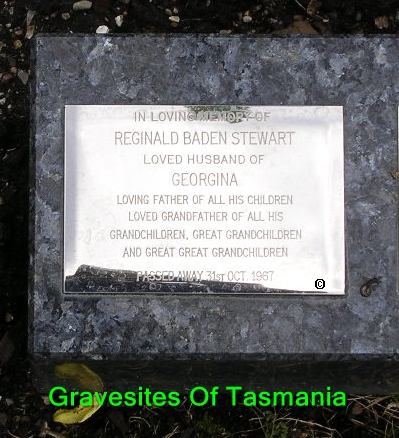 IN LOVING MEMORY OF
REGINALD BADEN STEWART
LOVED HUSBAND OF
GEORGINA
LOVING FATHER OF ALL HIS CHILDREN
LOVED GRANDFATHER OF ALL HIS
GRANDCHILDREN, GREAT GRANDCHILDREN
AND GREAT GREAT GRANDCHILDREN
PASSED AWAY 31ST OCT. 1967
©
Gravesites Of Tasmania